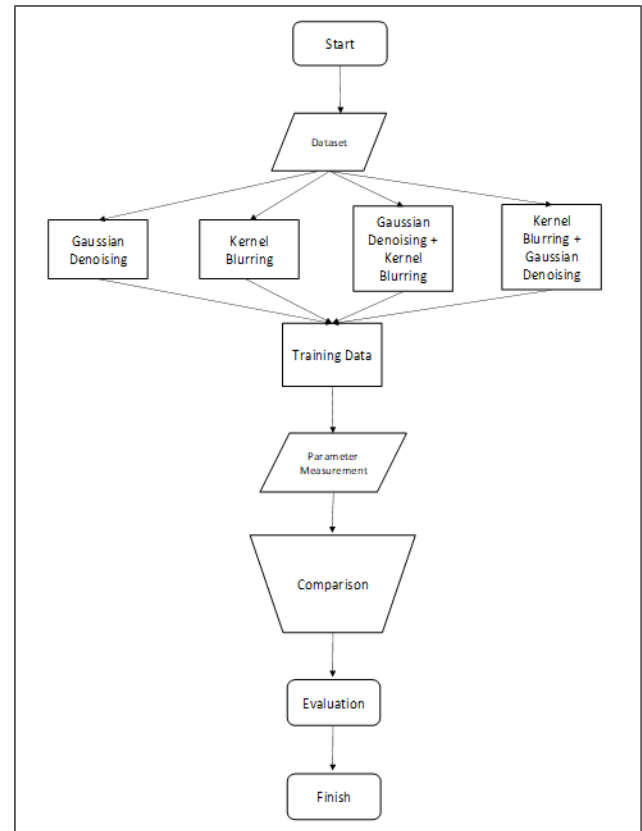 Start
Dataset
Gaussian
Denoising
Kernel
Blurring
Gaussian
Denoising +
Kernel
Blurring
Kernel
Blurring +
Gaussian
Denoising
Training Data
Parameter
Measurement
Comparison
Evaluation
Finish